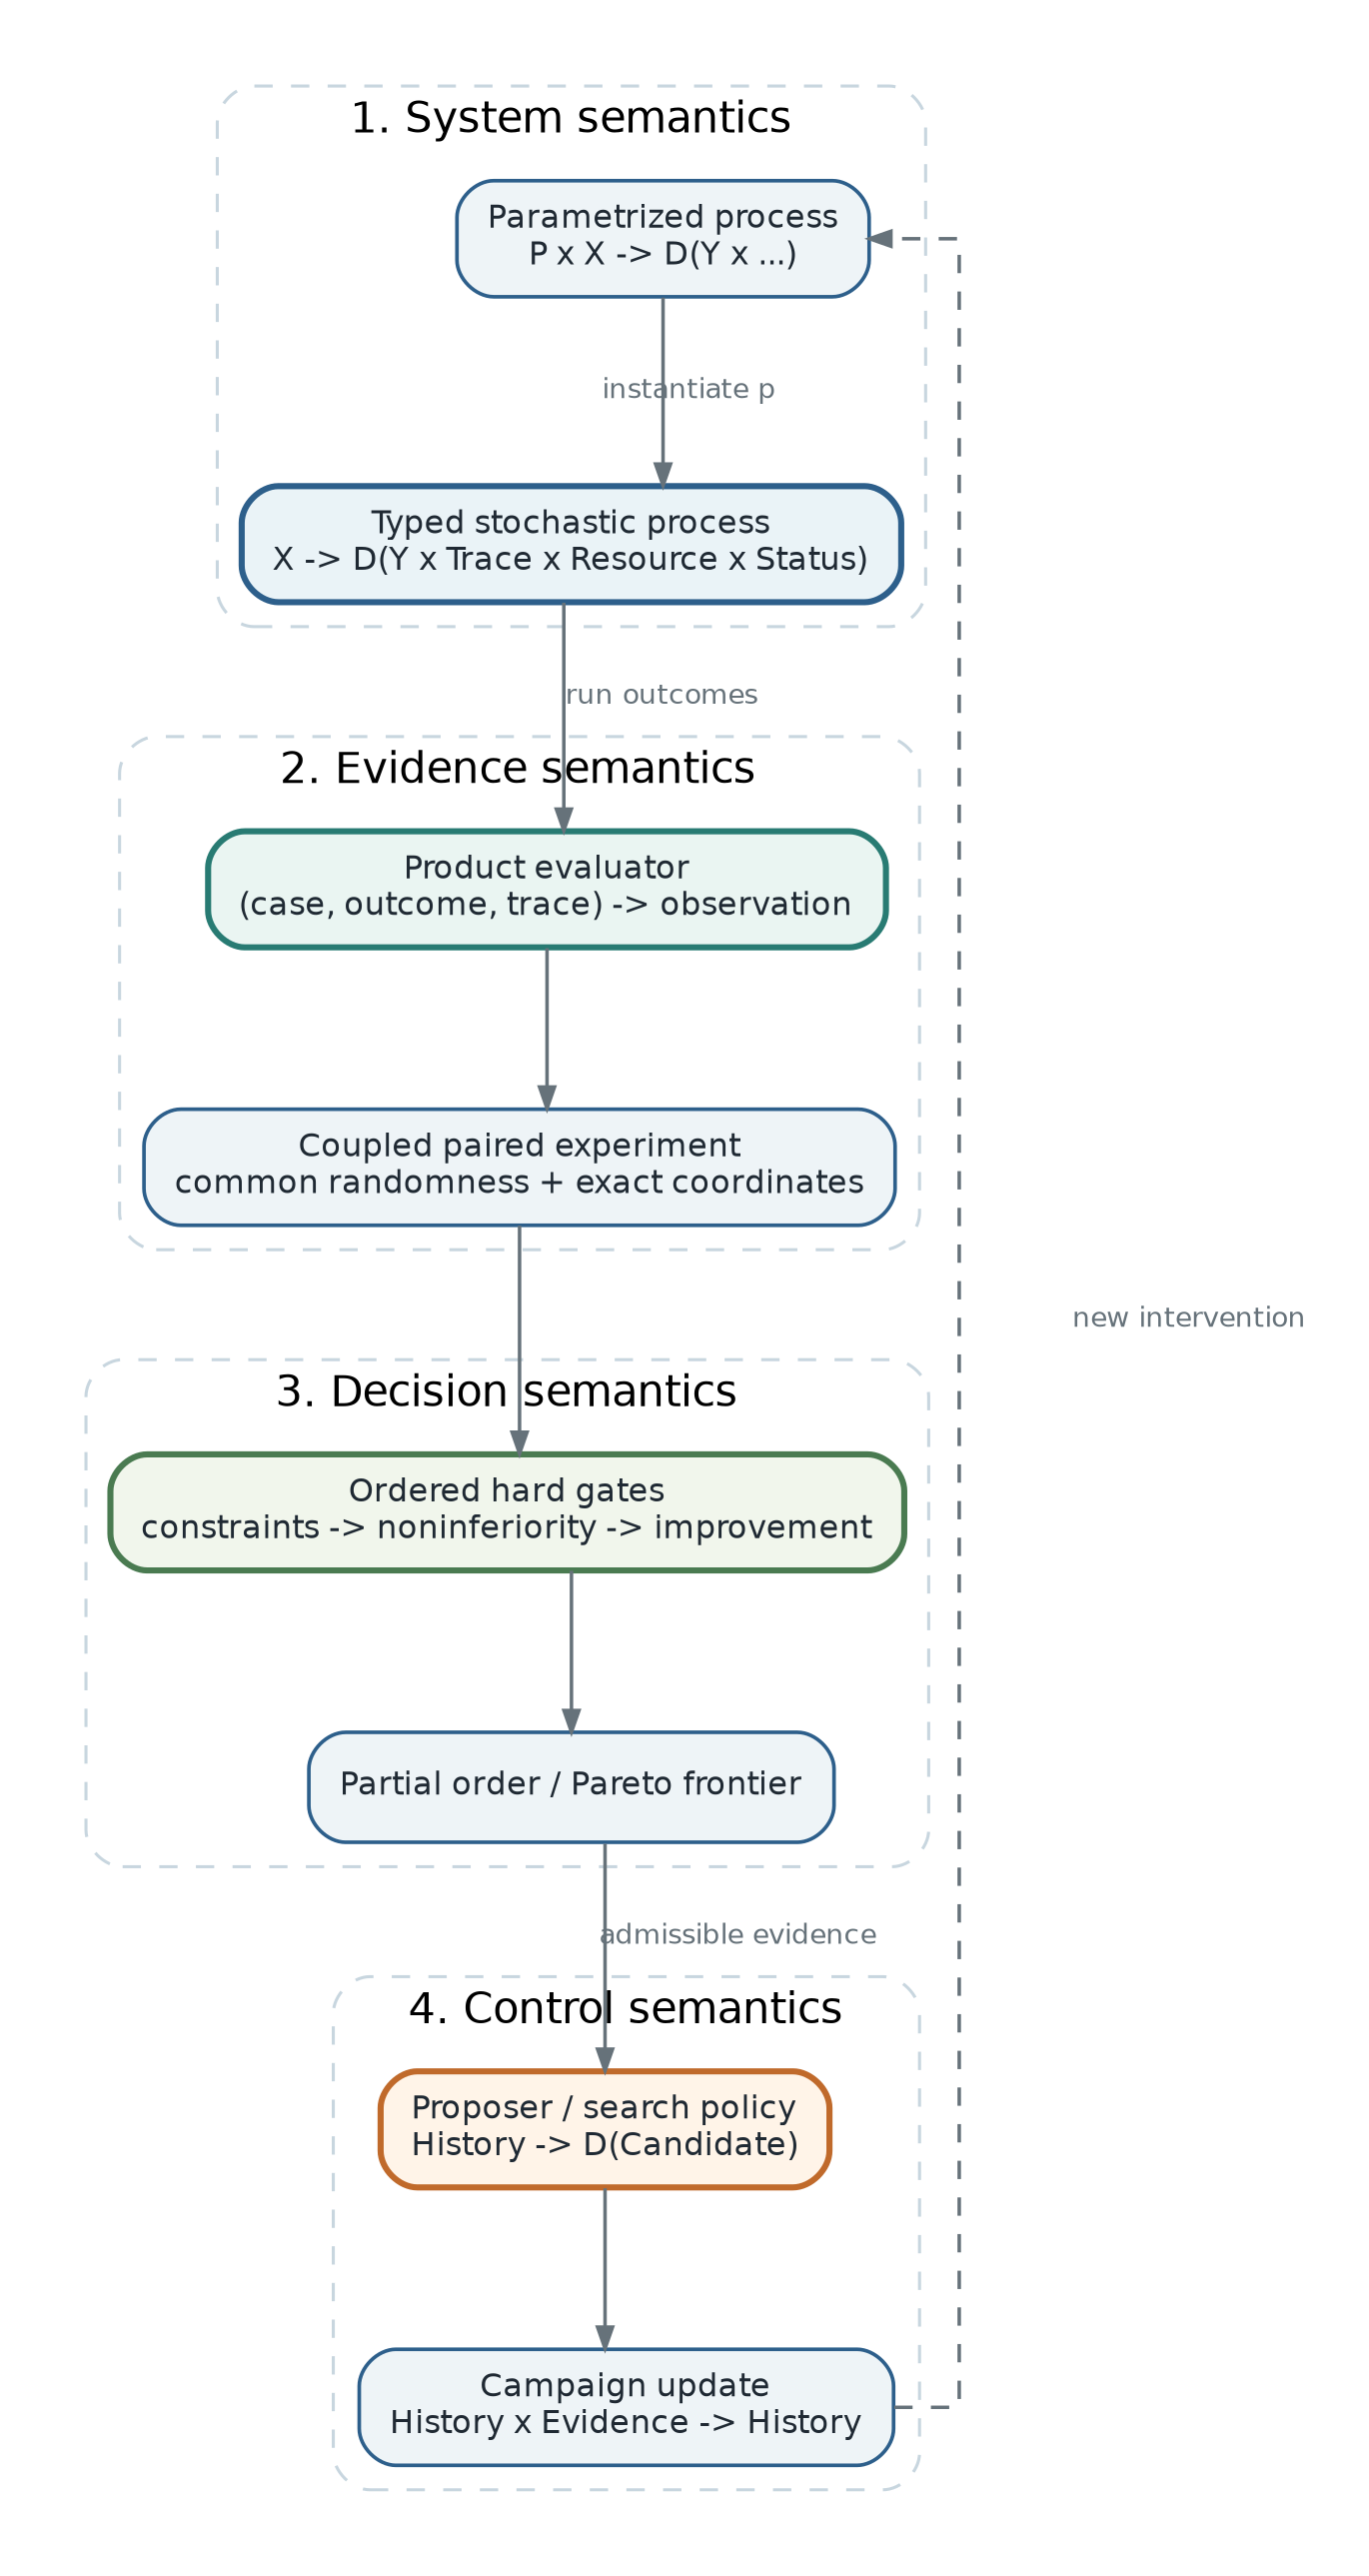 1. System semantics
Parametrized process
P x X -> D(Y x ...)
instantiate p
Typed stochastic process
X -> D(Y x Trace x Resource x Status)
run outcomes
2. Evidence semantics
Product evaluator
(case, outcome, trace) -> observation
Coupled paired experiment
common randomness + exact coordinates
new intervention
3. Decision semantics
Ordered hard gates
constraints -> noninferiority -> improvement
Partial order / Pareto frontier
admissible evidence
4. Control semantics
Proposer / search policy
History -> D(Candidate)
Campaign update
History x Evidence -> History